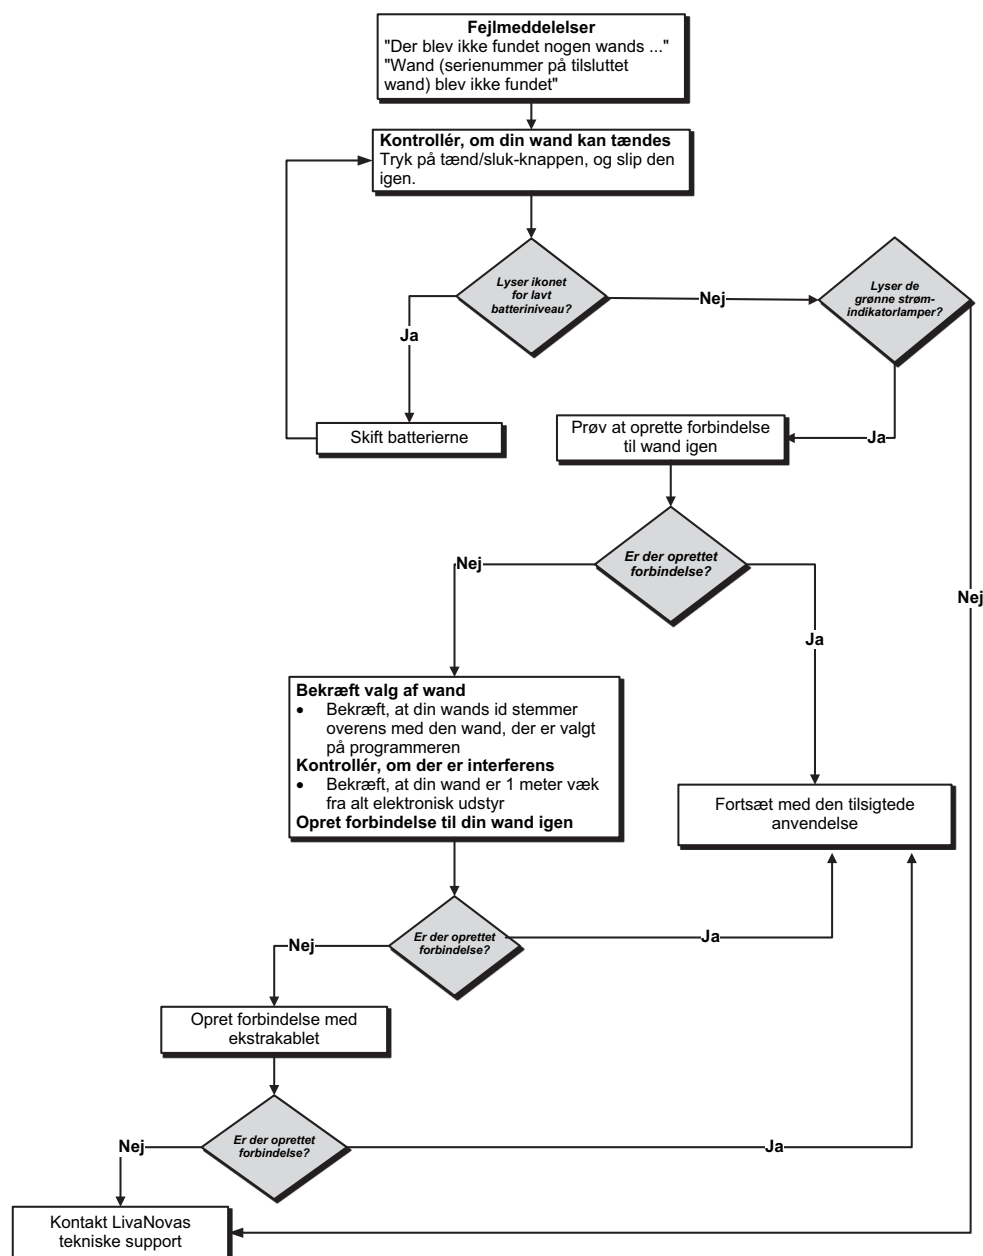 Fejlmeddelelser
"Der blev ikke fundet nogen wands ..."
"Wand (serienummer på tilsluttet
wand) blev ikke fundet"
Kontrollér, om din wand kan tændes
Tryk på tænd/sluk-knappen, og slip den
igen.
Lyser ikonet
for lavt
batteriniveau?
Nej
Lyser de
grønne strøm-
indikatorlamper?
Ja
Skift batterierne
Prøv at oprette forbindelse
til wand igen
Ja
Er der oprettet
forbindelse?
Nej
Ja
Nej
Bekræft valg af wand
• Bekræft, at din wands id stemmer
overens med den wand, der er valgt
på programmeren
Kontrollér, om der er interferens
• Bekræft, at din wand er 1 meter væk
fra alt elektronisk udstyr
Opret forbindelse til din wand igen
Fortsæt med den tilsigtede
anvendelse
Er der oprettet
forbindelse?
Nej
Ja
Opret forbindelse med
ekstrakablet
Er der oprettet
forbindelse?
Nej
Ja
Kontakt LivaNovas
tekniske support